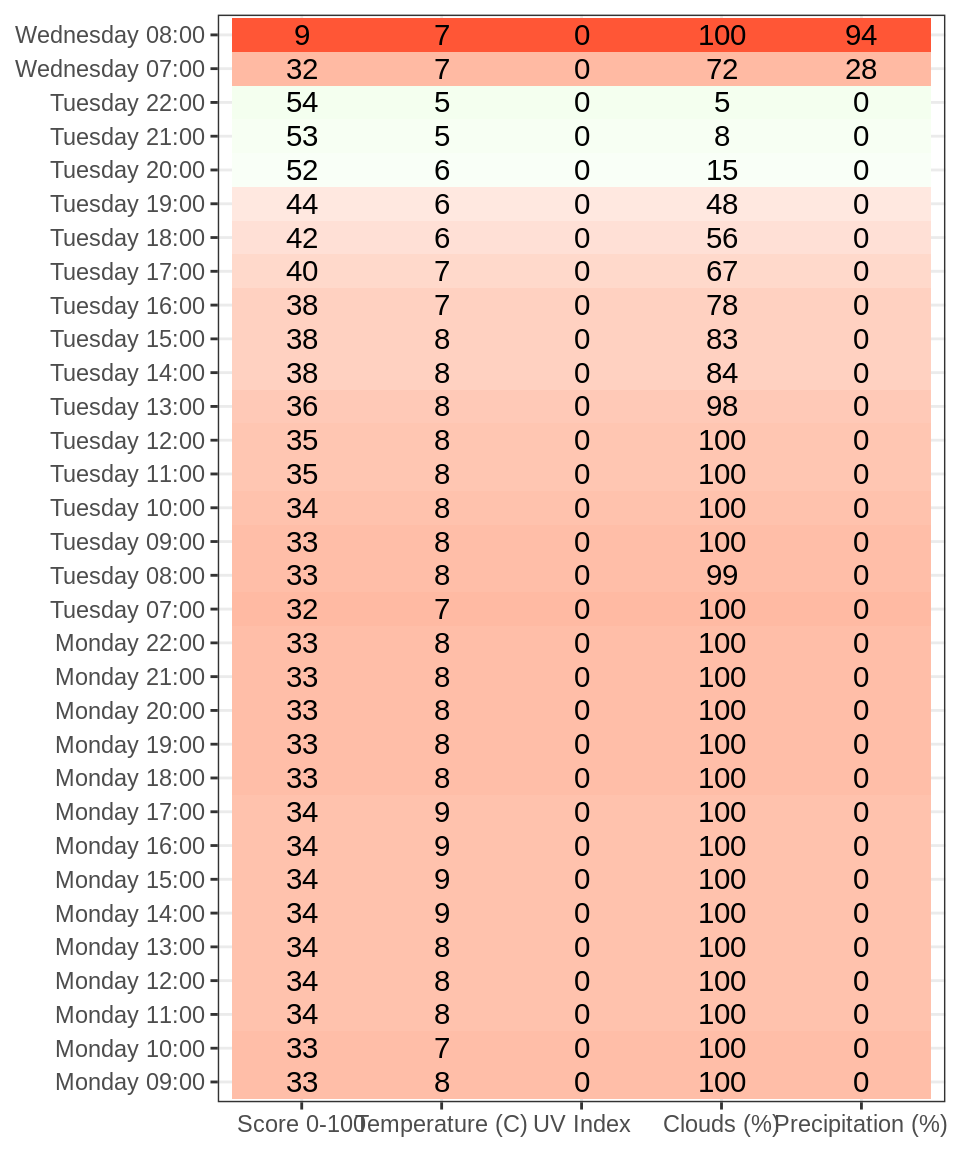 Wednesday 08:00 9 7 0 100 94
Wednesday 07:00 32 7 0 72 28
Tuesday 22:00 54 5 0 5 0
Tuesday 21:00 53 5 0 8 0
Tuesday 20:00 52 6 0 15 0
Tuesday 19:00 44 6 0 48 0
Tuesday 18:00 42 6 0 56 0
Tuesday 17:00 40 7 0 67 0
Tuesday 16:00 38 7 0 78 0
Tuesday 15:00 38 8 0 83 0
Tuesday 14:00 38 8 0 84 0
Tuesday 13:00 36 8 0 98 0
Tuesday 12:00 35 8 0 100 0
Tuesday 11:00 35 8 0 100 0
Tuesday 10:00 34 8 0 100 0
Tuesday 09:00 33 8 0 100 0
Tuesday 08:00 33 8 0 99 0
Tuesday 07:00 32 7 0 100 0
Monday 22:00 33 8 0 100 0
Monday 21:00 33 8 0 100 0
Monday 20:00 33 8 0 100 0
Monday 19:00 33 8 0 100 0
Monday 18:00 33 8 0 100 0
Monday 17:00 34 9 0 100 0
Monday 16:00 34 9 0 100 0
Monday 15:00 34 9 0 100 0
Monday 14:00 34 9 0 100 0
Monday 13:00 34 8 0 100 0
Monday 12:00 34 8 0 100 0
Monday 11:00 34 8 0 100 0
Monday 10:00 33 7 0 100 0
Monday 09:00 33 8 0 100 0
Score 0-100 Temperature (C) UV Index Clouds (%) Precipitation (%)